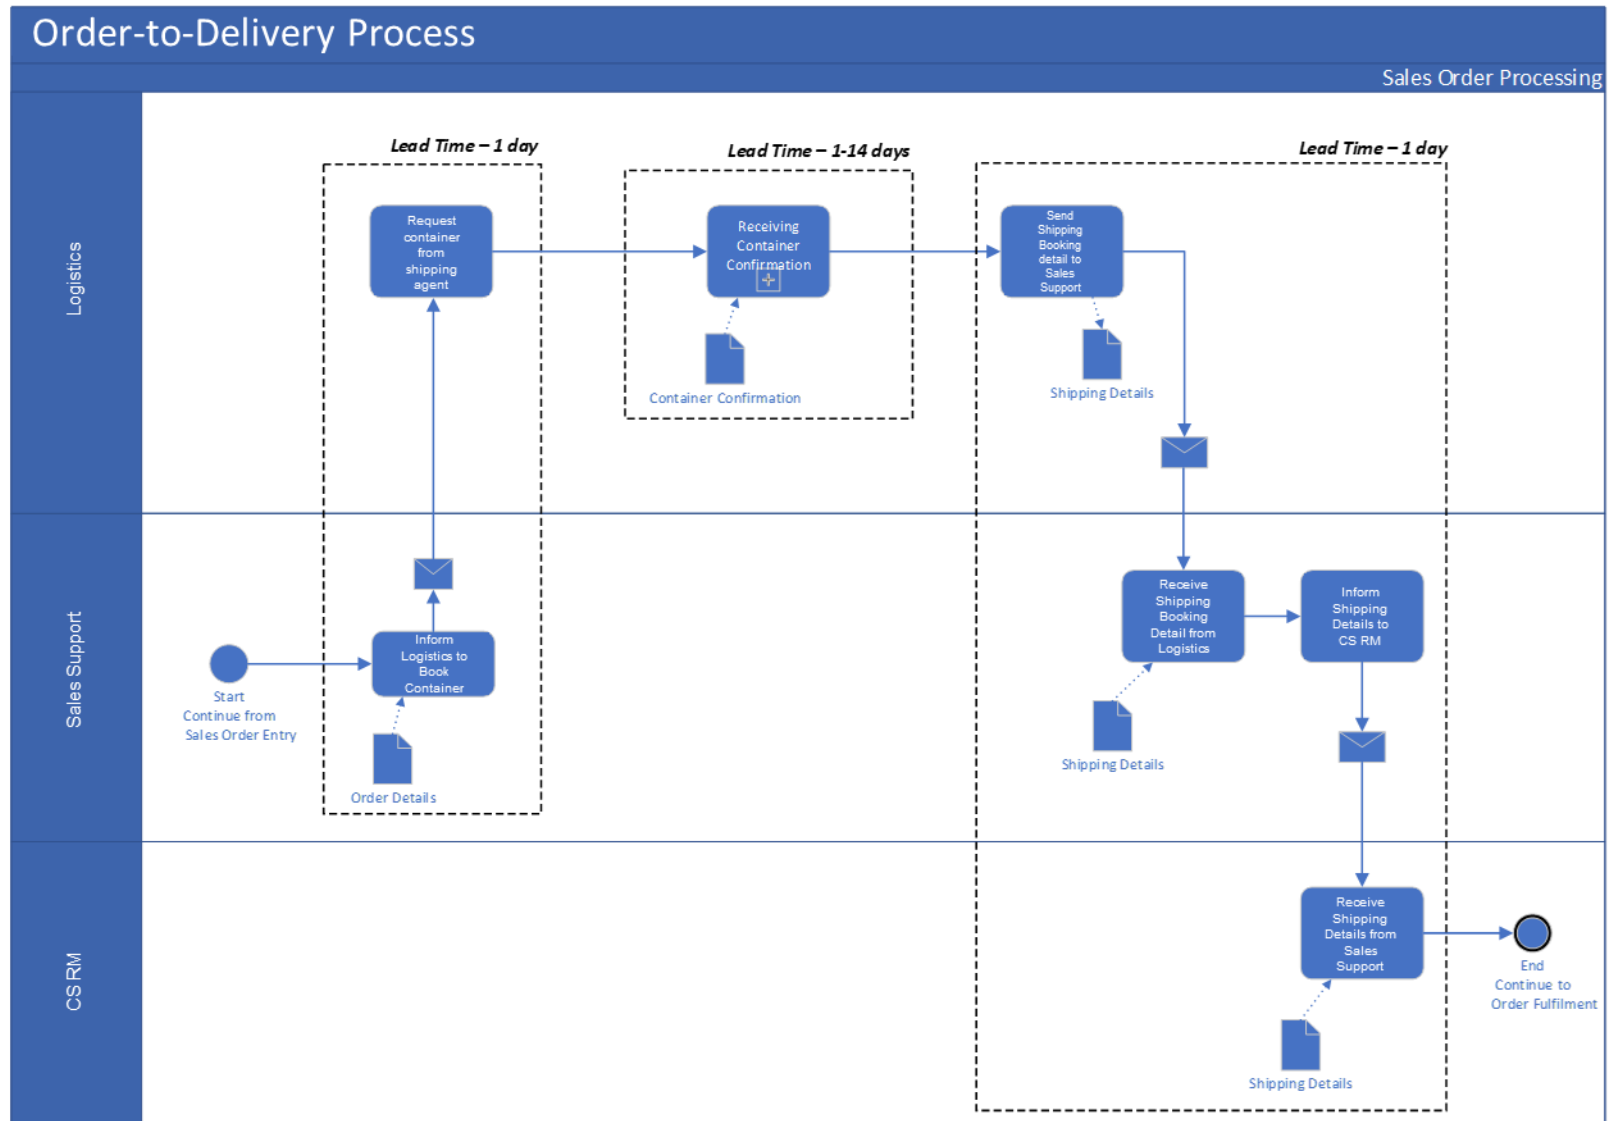 Order-to-Delivery Process
Sales Order Processing
Logistics
Lead Time – 1 day
Request
container
from
shipping
agent
Lead Time – 1-14 days
Receiving
Container
Confirmation
Container Confirmation
Lead Time – 1 day
Send
Shipping
Booking
detail to
Sales
Support
Shipping Details
Sales Support
Start
Continue from
Sales Order Entry
Inform
Logistics to
Book
Container
Order Details
Receive
Shipping
Booking
Detail from
Logistics
Shipping Details
Inform
Shipping
Details to
CS RM
CS RM
Receive
Shipping
Details from
Sales
Support
Shipping Details
End
Continue to
Order Fulfilment